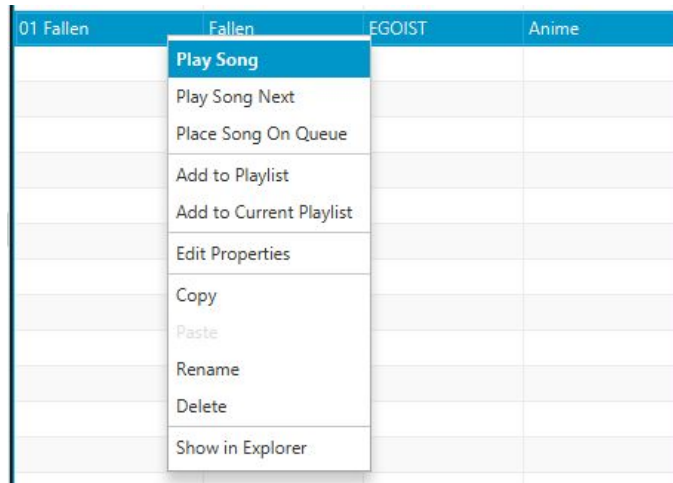 01 Fallen Fallen EGOIST Anime
Play Song
Play Song Next
Place Song On Queue
Add to Playlist
Add to Current Playlist
Edit Properties
Copy
Paste
Rename
Delete
Show in Explorer